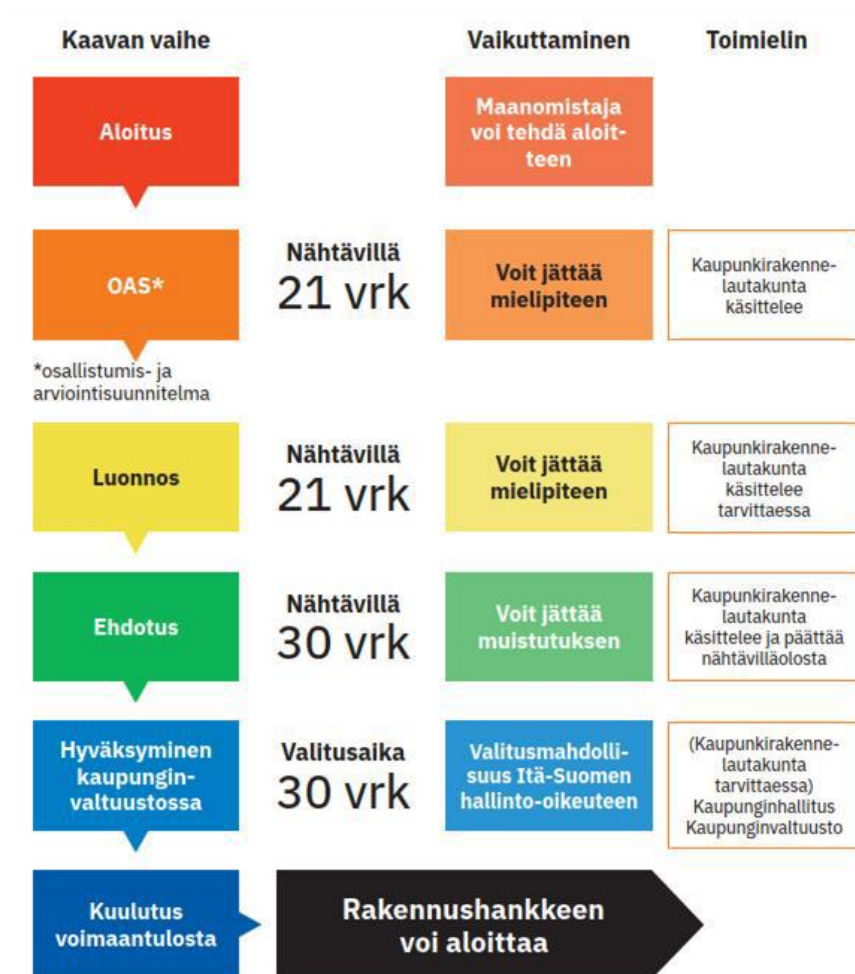 Kaavan vaihe
Vaikuttaminen
Toimielin
Aloitus
Maanomistaja
voi tehdä aloit-
teen
OAS*
Nähtävillä
21 vrk
Voit jättää
mielipiteen
Kaupunkirakenne-
lautakunta
käsittelee
*osallistumis- ja
arviointisuunnitelma
Luonnos
Nähtävillä
21 vrk
Voit jättää
mielipiteen
Kaupunkirakenne-
lautakunta
käsittelee
tarvittaessa
Ehdotus
Nähtävillä
30 vrk
Voit jättää
muistutuksen
Kaupunkirakenne-
lautakunta
käsittelee ja päättää
nähtävilläolosta
Hyväksyminen
kaupungin-
valtuustossa
Valitusaika
30 vrk
Valitusmahdolli-
suus Itä-Suomen
hallinto-oikeuteen
(Kaupunkirakenne-
lautakunta
tarvittaessa)
Kaupunginhallitus
Kaupunginvaltuusto
Kuulutus
voimaantulosta
Rakennushankkeen
voi aloittaa